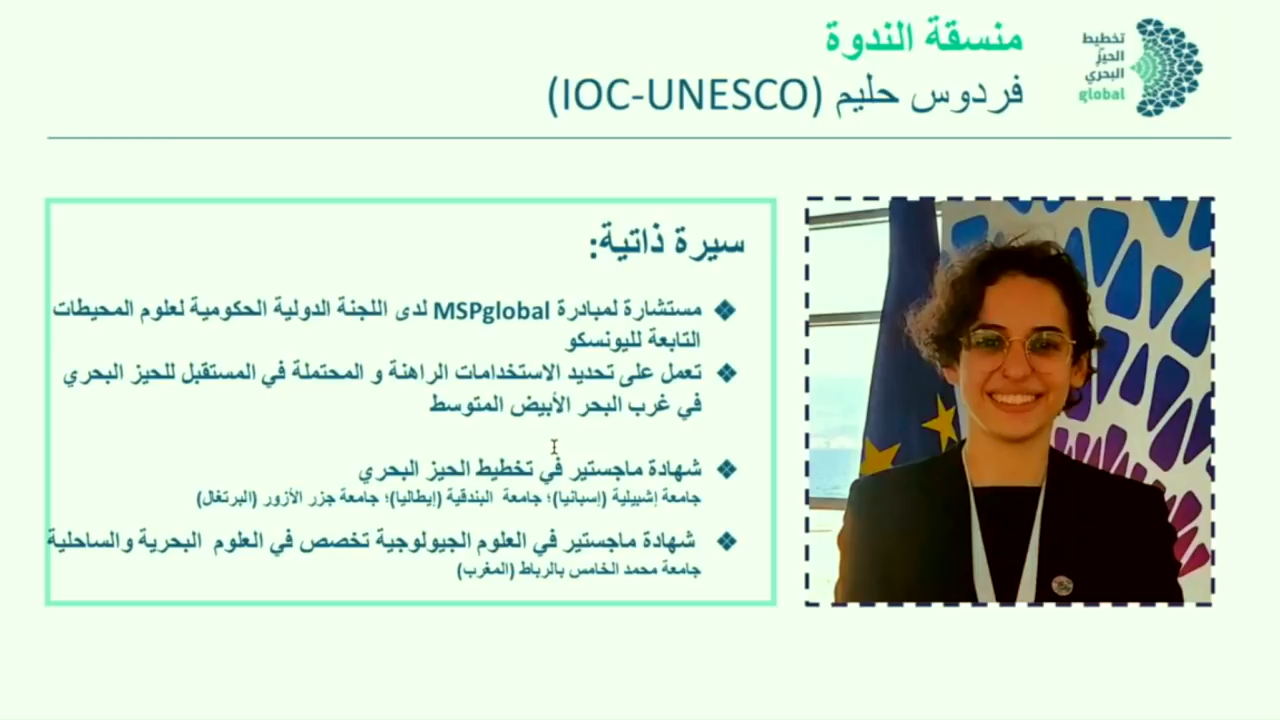 منسقة الندوة
فردوس حليم (IOC-UNESCO)
تخطيط
الحيّز
البحري
global
سيرة ذاتية:
❖ مستشارة لمبادرة MSPglobal لدى اللجنة الدولية الحكومية لعلوم المحيطات
التابعة لليونسكو
❖ تعمل على تحديد الاستخدامات الراهنة و المحتملة في المستقبل للحيز البحري
في غرب البحر الأبيض المتوسط
❖ شهادة ماجستير في تخطيط الحيز البحري
جامعة إشبيلية (إسبانيا)؛ جامعة البندقية (إيطاليا)؛ جامعة جزر الأزور (البرتغال)
❖ شهادة ماجستير في العلوم الجيولوجية تخصص في العلوم البحرية والساحلية
جامعة محمد الخامس بالرباط (المغرب)